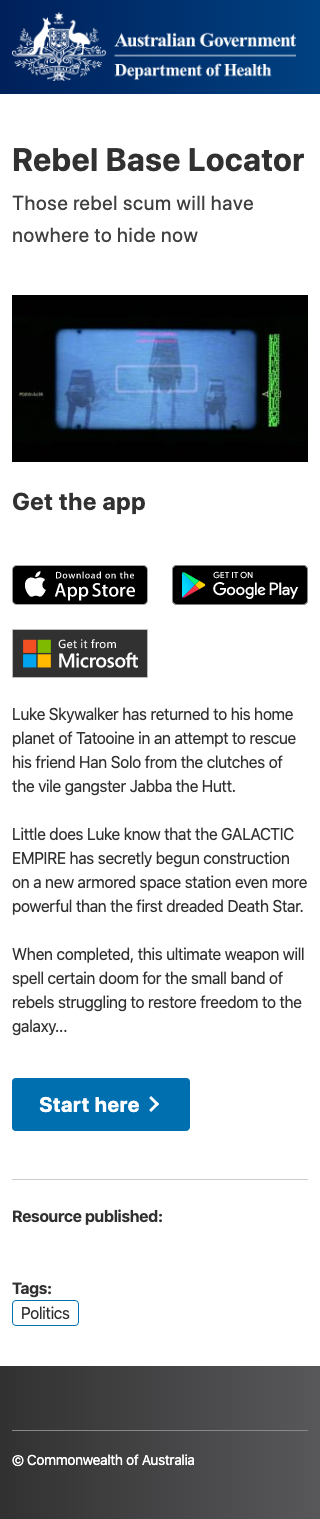 Australian Government
Department of Health
Rebel Base Locator
Those rebel scum will have
nowhere to hide now
Get the app
Download on the
App Store
GET IT ON
Google Play
Get it from
Microsoft
Luke Skywalker has returned to his home
planet of Tatooine in an attempt to rescue
his friend Han Solo from the clutches of
the vile gangster Jabba the Hutt.
Little does Luke know that the GALACTIC
EMPIRE has secretly begun construction
on a new armored space station even more
powerful than the first dreaded Death Star.
When completed, this ultimate weapon will
spell certain doom for the small band of
rebels struggling to restore freedom to the
galaxy…
Start here
Resource published:
Tags:
Politics
© Commonwealth of Australia